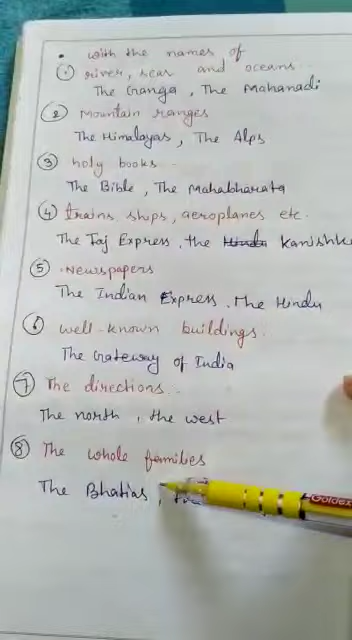 • with the names of
① river, seas and oceans..
The Ganga, The Mahanadi
② Mountain ranges
The Himalayas, The Alps
③ holy books..
The Bible, The Mahabharata
④ trains ships, aeroplanes etc.
The Taj Express, the Hindu Kanishka
⑤ Newspapers
The Indian Express, The Hindu
⑥ well-known buildings.
The Gateway of India
⑦ The directions..
The north, the west
⑧ The whole families
The Bhatias,
Goldex